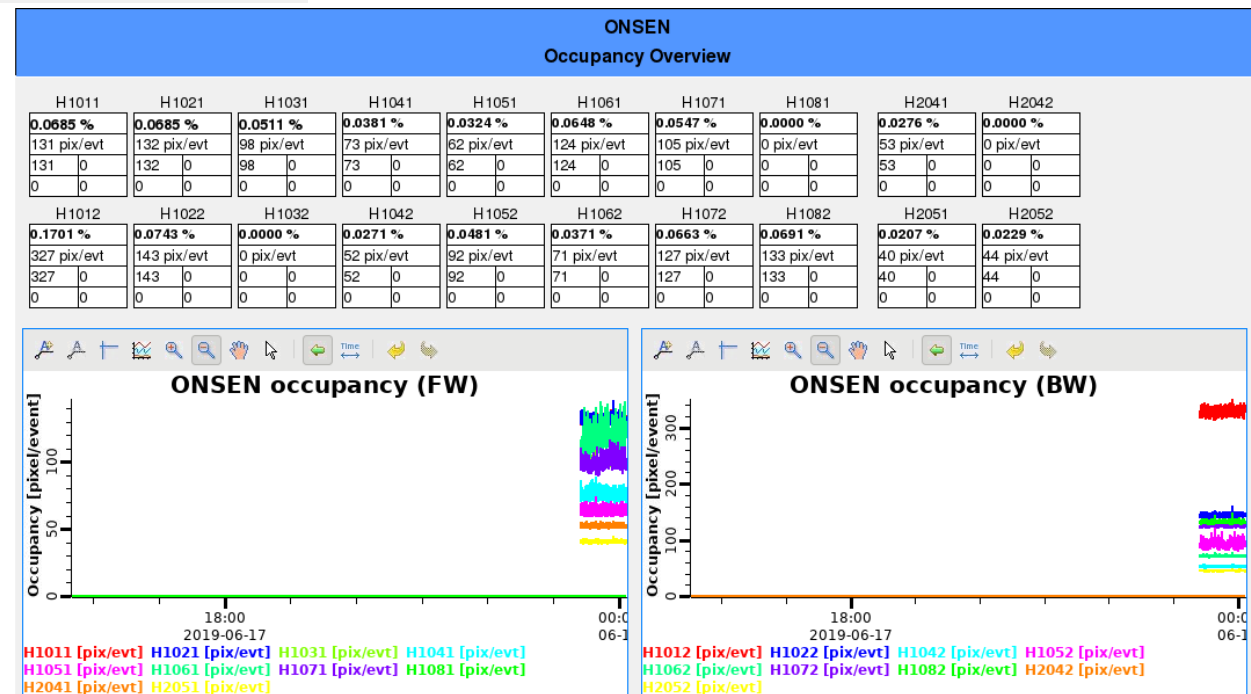 ONSEN
Occupancy Overview
H1011 H1021 H1031 H1041 H1051 H1061 H1071 H1081 H2041 H2042
0.0685 % 0.0685 % 0.0511 % 0.0381 % 0.0324 % 0.0648 % 0.0547 % 0.0000 % 0.0276 % 0.0000 %
131 pix/evt 132 pix/evt 98 pix/evt 73 pix/evt 62 pix/evt 124 pix/evt 105 pix/evt 0 pix/evt 53 pix/evt 0 pix/evt
131 0 132 0 98 0 73 0 62 0 124 0 105 0 0 0 53 0 0 0
0 0 0 0 0 0 0 0 0 0 0 0 0 0 0 0 0 0 0 0
H1012 H1022 H1032 H1042 H1052 H1062 H1072 H1082 H2051 H2052
0.1701 % 0.0743 % 0.0000 % 0.0271 % 0.0481 % 0.0371 % 0.0663 % 0.0691 % 0.0207 % 0.0229 %
327 pix/evt 143 pix/evt 0 pix/evt 52 pix/evt 92 pix/evt 71 pix/evt 127 pix/evt 133 pix/evt 40 pix/evt 44 pix/evt
327 0 143 0 0 0 52 0 92 0 71 0 127 0 133 0 40 0 44 0
0 0 0 0 0 0 0 0 0 0 0 0 0 0 0 0 0 0 0 0
Time
ONSEN occupancy (FW)
Occupancy [pixel/event]
100
50
0
18:00 00:0
2019-06-17 06-1
H1011 [pix/evt] H1021 [pix/evt] H1031 [pix/evt] H1041 [pix/evt]
H1051 [pix/evt] H1061 [pix/evt] H1071 [pix/evt] H1081 [pix/evt]
H2041 [pix/evt] H2051 [pix/evt]
Time
ONSEN occupancy (BW)
Occupancy [pixel/event]
300
200
100
0
18:00 00:0
2019-06-17 06-1
H1012 [pix/evt] H1022 [pix/evt] H1042 [pix/evt] H1052 [pix/evt]
H1062 [pix/evt] H1072 [pix/evt] H1082 [pix/evt] H2042 [pix/evt]
H2052 [pix/evt]